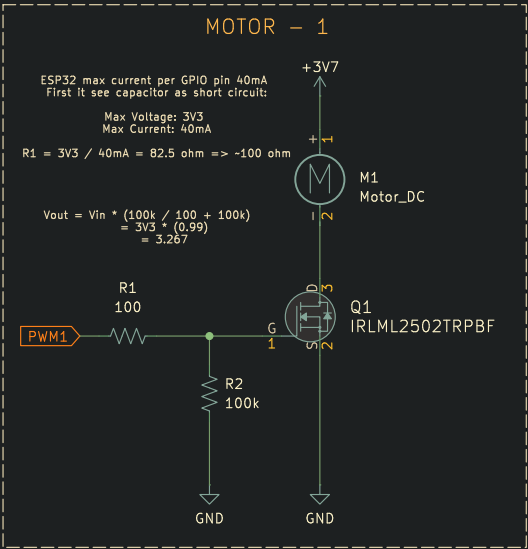 MOTOR - 1
ESP32 max current per GPIO pin 40mA
First it see capacitor as short circuit:
Max Voltage: 3V3
Max Current: 40mA
R1 = 3V3 / 40mA = 82.5 ohm => ~100 ohm
+3V7
+ 1
M
M1
Motor_DC
- 2
Vout = Vin * (100k / 100 + 100k)
= 3V3 * (0.99)
= 3.267
R1
100
D 3
Q1
IRLML2502TRPBF
PWM1
G
1
S 2
R2
100k
GND
GND